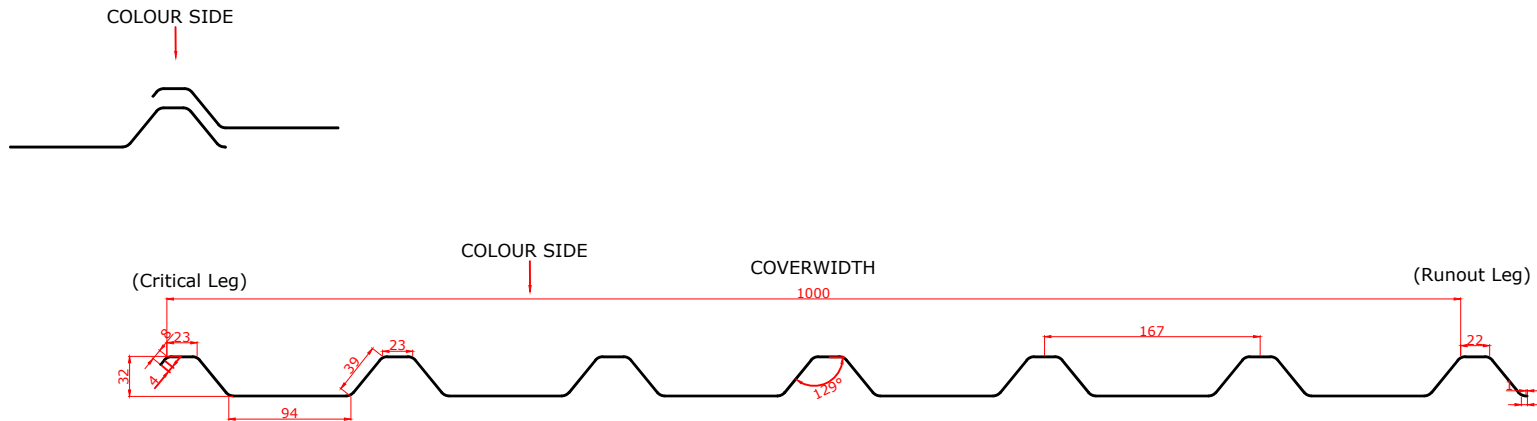 COLOUR SIDE
COLOUR SIDE
COVERWIDTH
(Critical Leg)
(Runout Leg)
1000
8
23
32
4
94
39
23
129°
167
22